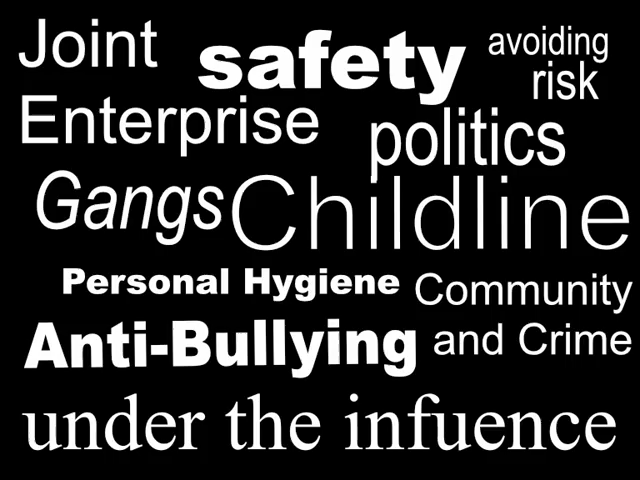 Joint
Enterprise
safety
avoiding
risk
politics
Gangs
Childline
Personal Hygiene
Community
and Crime
Anti-Bullying
under the infuence